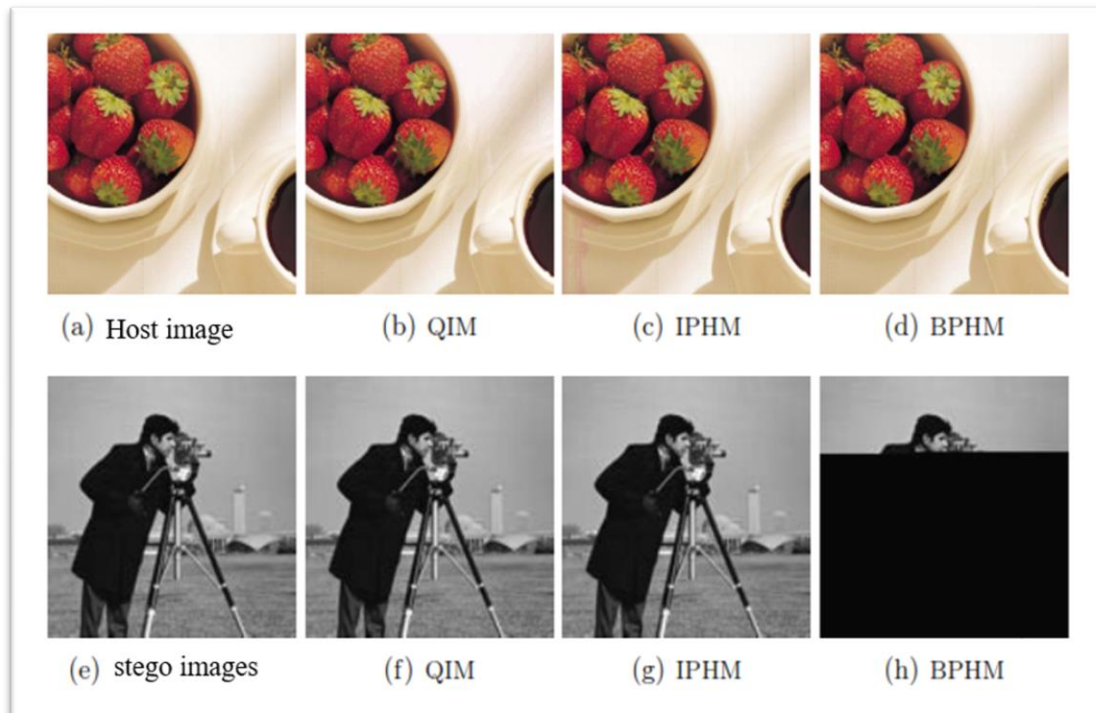 (a) Host image
(b) QIM
(c) IPHM
(d) BPHM
(e) stego images
(f) QIM
(g) IPHM
(h) BPHM